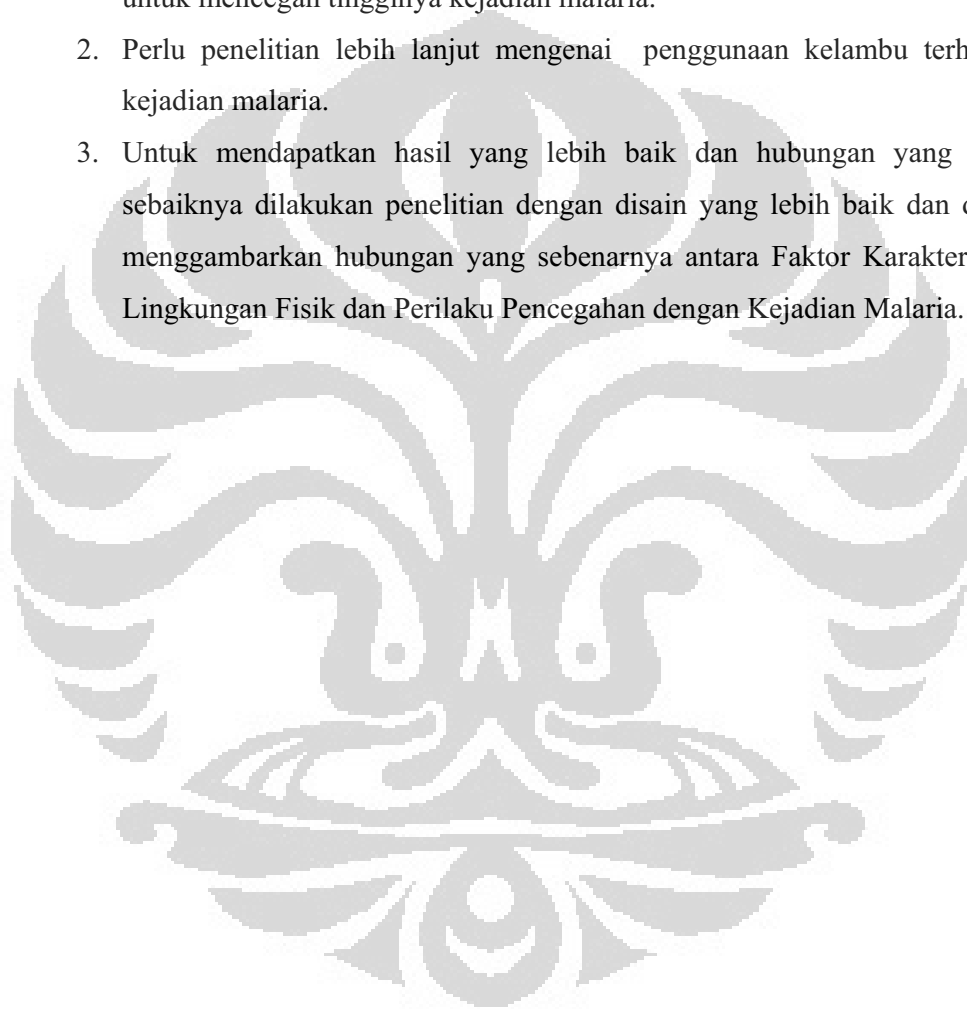 untuk mencegah tingginya kejadian malaria.
2. Perlu penelitian lebih lanjut mengenai penggunaan kelambu
kejadian malaria.
3. Untuk mendapatkan hasil yang lebih baik dan hubungan yang
sebaiknya dilakukan penelitian dengan disain yang lebih baik dan
menggambarkan hubungan yang sebenarnya antara Faktor
Lingkungan Fisik dan Perilaku Pencegahan dengan Kejadian Malaria.